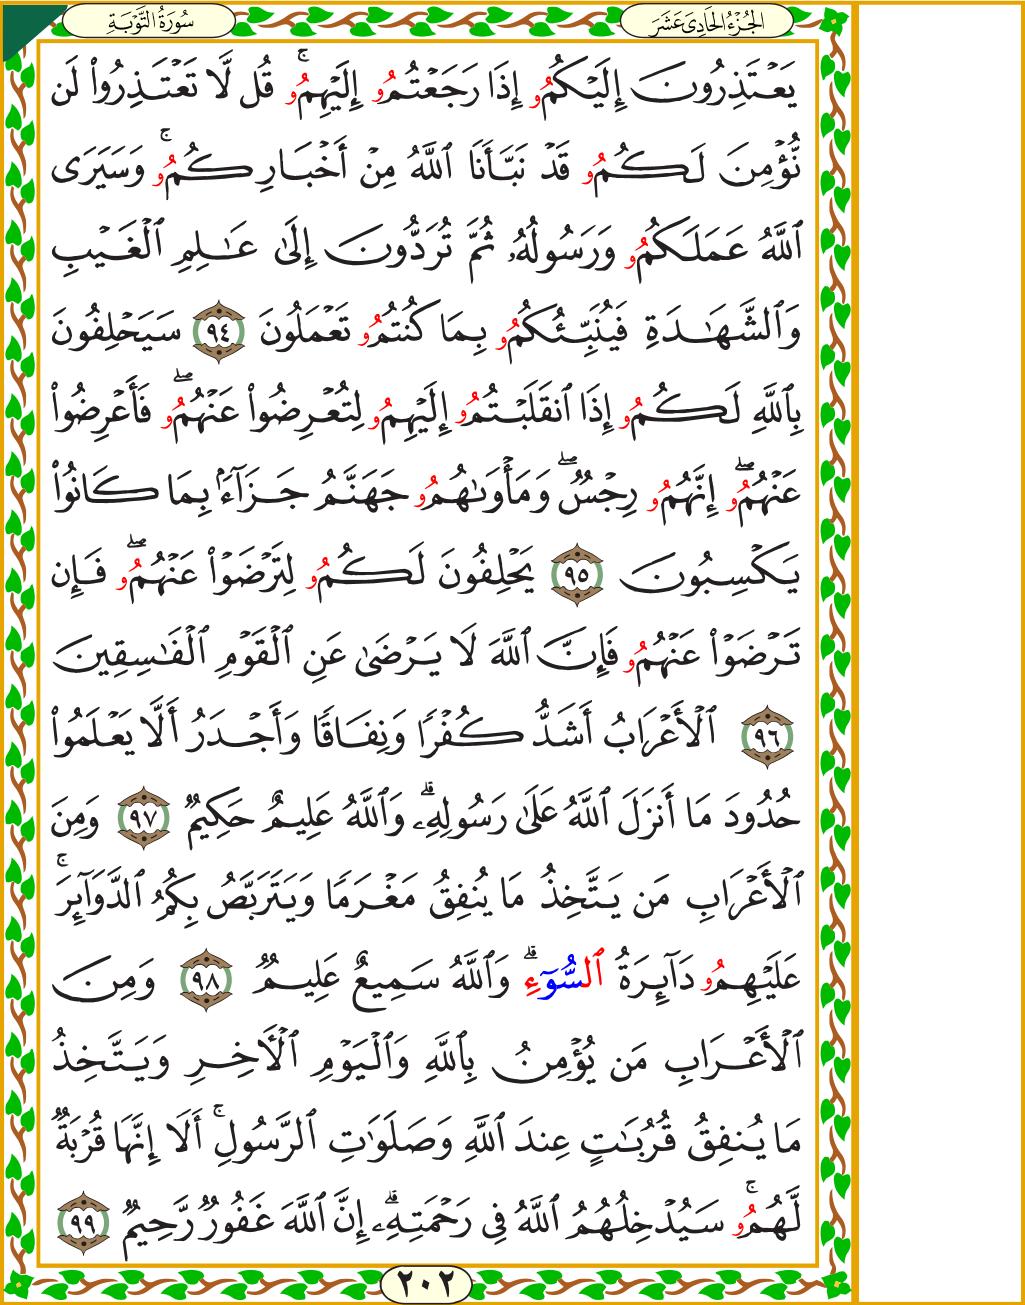 سُورَةُ التَّوۡبَةِ
الجُزۡءُ الحَادِى عَشَرَ
يَعۡتَذِرُونَ إِلَيۡكُمُۥ إِذَا رَجَعۡتُمُۥ إِلَيۡهِمُۥۚ قُل لَّا تَعۡتَذِرُواْ لَن
نُّؤۡمِنَ لَكُمُۥ قَدۡ نَبَّأَنَا ٱللَّهُ مِنۡ أَخۡبَارِكُمُۥۚ وَسَيَرَى
ٱللَّهُ عَمَلَكُمُۥ وَرَسُولُهُۥ ثُمَّ تُرَدُّونَ إِلَىٰ عَٰلِمِ ٱلۡغَيۡبِ
وَٱلشَّهَٰدَةِ فَيُنَبِّئُكُمُۥ بِمَا كُنتُمُۥ تَعۡمَلُونَ ٩٤ سَيَحۡلِفُونَ
بِٱللَّهِ لَكُمُۥ إِذَا ٱنقَلَبۡتُمُۥ إِلَيۡهِمُۥ لِتُعۡرِضُواْ عَنۡهُمُۥۖ فَأَعۡرِضُواْ
عَنۡهُمُۥۖ إِنَّهُمُۥ رِجۡسٞۖ وَمَأۡوَىٰهُمُۥ جَهَنَّمُ جَزَآءَۢ بِمَا كَانُواْ
يَكۡسِبُونَ ٩٥ يَحۡلِفُونَ لَكُمُۥ لِتَرۡضَوۡاْ عَنۡهُمُۥۖ فَإِن
تَرۡضَوۡاْ عَنۡهُمُۥ فَإِنَّ ٱللَّهَ لَا يَرۡضَىٰ عَنِ ٱلۡقَوۡمِ ٱلۡفَٰسِقِينَ
٩٦ ٱلۡأَعۡرَابُ أَشَدُّ كُفۡرٗا وَنِفَاقٗا وَأَجۡدَرُ أَلَّا يَعۡلَمُواْ
حُدُودَ مَا أَنزَلَ ٱللَّهُ عَلَىٰ رَسُولِهِۦۗ وَٱللَّهُ عَلِيمٌ حَكِيمٞ ٩٧ وَمِنَ
ٱلۡأَعۡرَابِ مَن يَتَّخِذُ مَا يُنفِقُ مَغۡرَمٗا وَيَتَرَبَّصُ بِكُمُ ٱلدَّوَآئِرَۚ
عَلَيۡهِمُۥ دَآئِرَةُ ٱلسُّوٓءِۗ وَٱللَّهُ سَمِيعٌ عَلِيمٞ ٩٨ وَمِنَ
ٱلۡأَعۡرَابِ مَن يُؤۡمِنُ بِٱللَّهِ وَٱلۡيَوۡمِ ٱلۡأٓخِرِ وَيَتَّخِذُ
مَا يُنفِقُ قُرُبَٰتٍ عِندَ ٱللَّهِ وَصَلَوَٰتِ ٱلرَّسُولِۚ أَلَا إِنَّهَا قُرۡبَةٞ
لَّهُمُۥۚ سَيُدۡخِلُهُمُ ٱللَّهُ فِى رَحۡمَتِهِۦۗ إِنَّ ٱللَّهَ غَفُورٞ رَّحِيمٞ ٩٩
٢٠٢